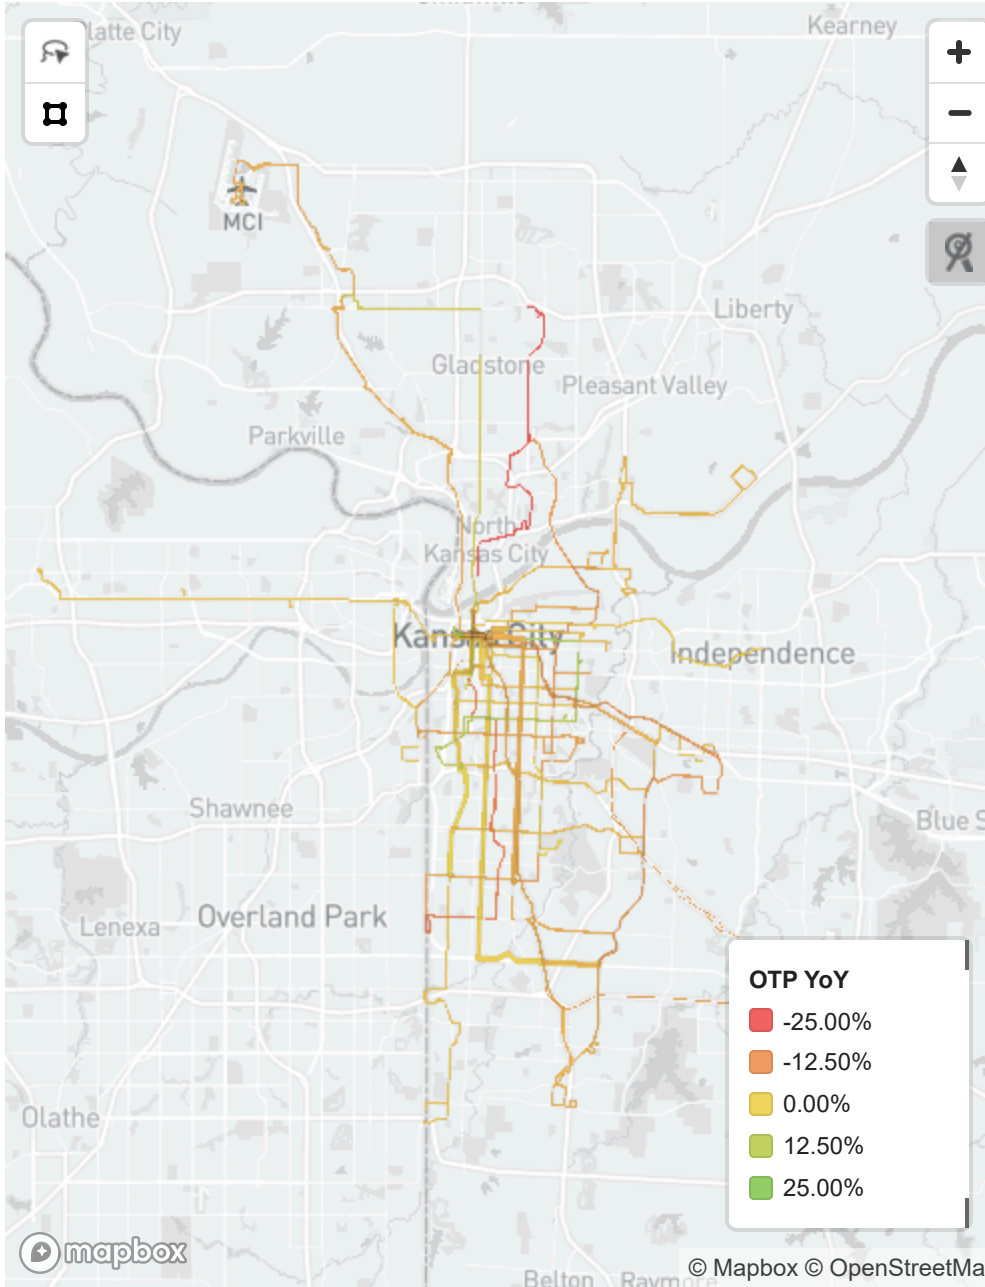 Platte City
Kearney
MCI
Liberty
Gladstone
Pleasant Valley
Parkville
North
Kansas City
Kansas City
Independence
Shawnee
Blue S
Overland Park
Lenexa
OTP YoY
-25.00%
-12.50%
0.00%
12.50%
25.00%
Olathe
mapbox
© Mapbox © OpenStreetMa
Belton
Raymore